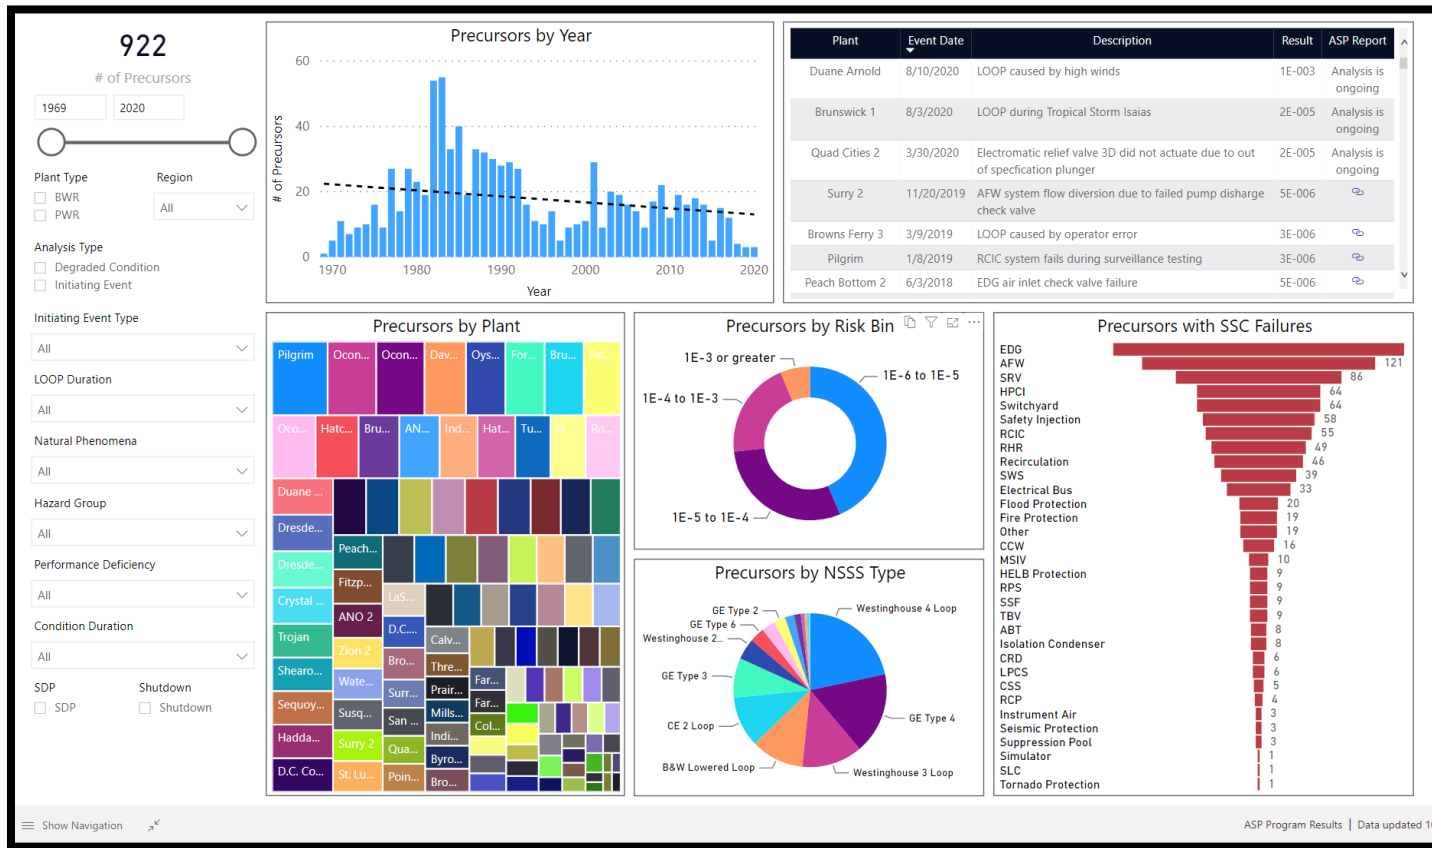 922
# of Precursors
1969
2020
Plant Type
BWR
PWR
Region
All
Analysis Type
Degraded Condition
Initiating Event
Initiating Event Type
All
LOOP Duration
All
Natural Phenomena
All
Hazard Group
All
Performance Deficiency
All
Condition Duration
All
SDP
SDP
Shutdown
Shutdown
Precursors by Year
# of Precursors
60
40
20
0
1970
1980
1990
2000
2010
2020
Year
Plant Event Date Description Result ASP Report
Duane Arnold 8/10/2020 LOOP caused by high winds 1E-003 Analysis is
ongoing
Brunswick 1 8/3/2020 LOOP during Tropical Storm Isaias 2E-005 Analysis is
ongoing
Quad Cities 2 3/30/2020 Electromatic relief valve 3D did not actuate due to out 2E-005 Analysis is
of specfication plunger ongoing
Surry 2 11/20/2019 AFW system flow diversion due to failed pump disharge 5E-006
check valve
Browns Ferry 3 3/9/2019 LOOP caused by operator error 3E-006
Pilgrim 1/8/2019 RCIC system fails during surveillance testing 3E-006
Peach Bottom 2 6/3/2018 EDG air inlet check valve failure 5E-006
Precursors by Plant
Pilgrim Ocon... Ocon... Dav... Oys... For... Bru... Pal...
Oco... Hatc... Bru... AN... Ind... Hat... Tu... St.... Ro...
Duane ...
Dresde...
Dresde...
Crystal ...
Trojan
Shearo...
Sequoy...
Hadda...
D.C. Co...
Peach...
Fitzp...
ANO 2
Zion 2
Wate...
Susq...
Surry 2
St. Lu...
LaS...
D.C....
Bro...
Surr...
San ...
Qua...
Poin...
Calv...
Thre...
Prair...
Mills...
Indi...
Byro...
Bro...
Far...
Far...
Col...
Precursors by Risk Bin
1E-3 or greater
1E-6 to 1E-5
1E-4 to 1E-3
1E-5 to 1E-4
Precursors by NSSS Type
GE Type 2
Westinghouse 4 Loop
GE Type 6
Westinghouse 2...
GE Type 3
GE Type 4
CE 2 Loop
B&W Lowered Loop
Westinghouse 3 Loop
Precursors with SSC Failures
EDG
AFW 121
SRV 86
HPCI 64
Switchyard 64
Safety Injection 58
RCIC 55
RHR 49
Recirculation 46
SWS 39
Electrical Bus 33
Flood Protection 20
Fire Protection 19
Other 19
CCW 16
MSIV 10
HELB Protection 9
RPS 9
SSF 9
TBV 9
ABT 8
Isolation Condenser 8
CRD 6
LPCS 6
CSS 5
RCP 4
Instrument Air 3
Seismic Protection 3
Suppression Pool 3
Simulator 1
SLC 1
Tornado Protection 1
Show Navigation
ASP Program Results | Data updated 10